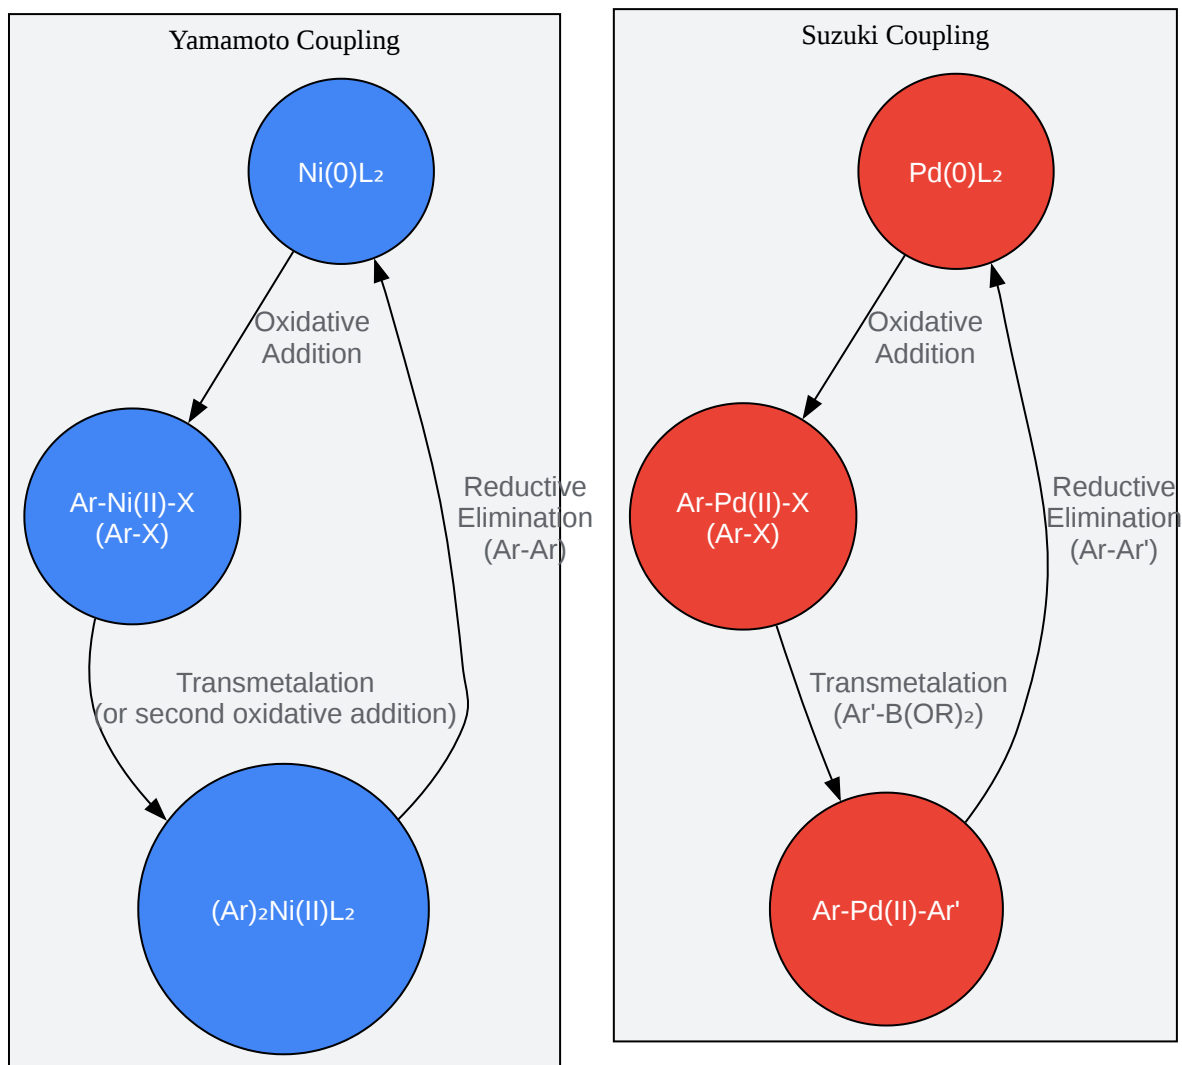 Yamamoto Coupling
Ni(0)L₂
Oxidative
Addition
Ar-Ni(II)-X
(Ar-X)
Reductive
Elimination
(Ar-Ar)
Transmetalation
(or second oxidative addition)
(Ar)₂Ni(II)L₂
Suzuki Coupling
Pd(0)L₂
Oxidative
Addition
Ar-Pd(II)-X
(Ar-X)
Reductive
Elimination
(Ar-Ar')
Transmetalation
(Ar'-B(OR)₂)
Ar-Pd(II)-Ar'